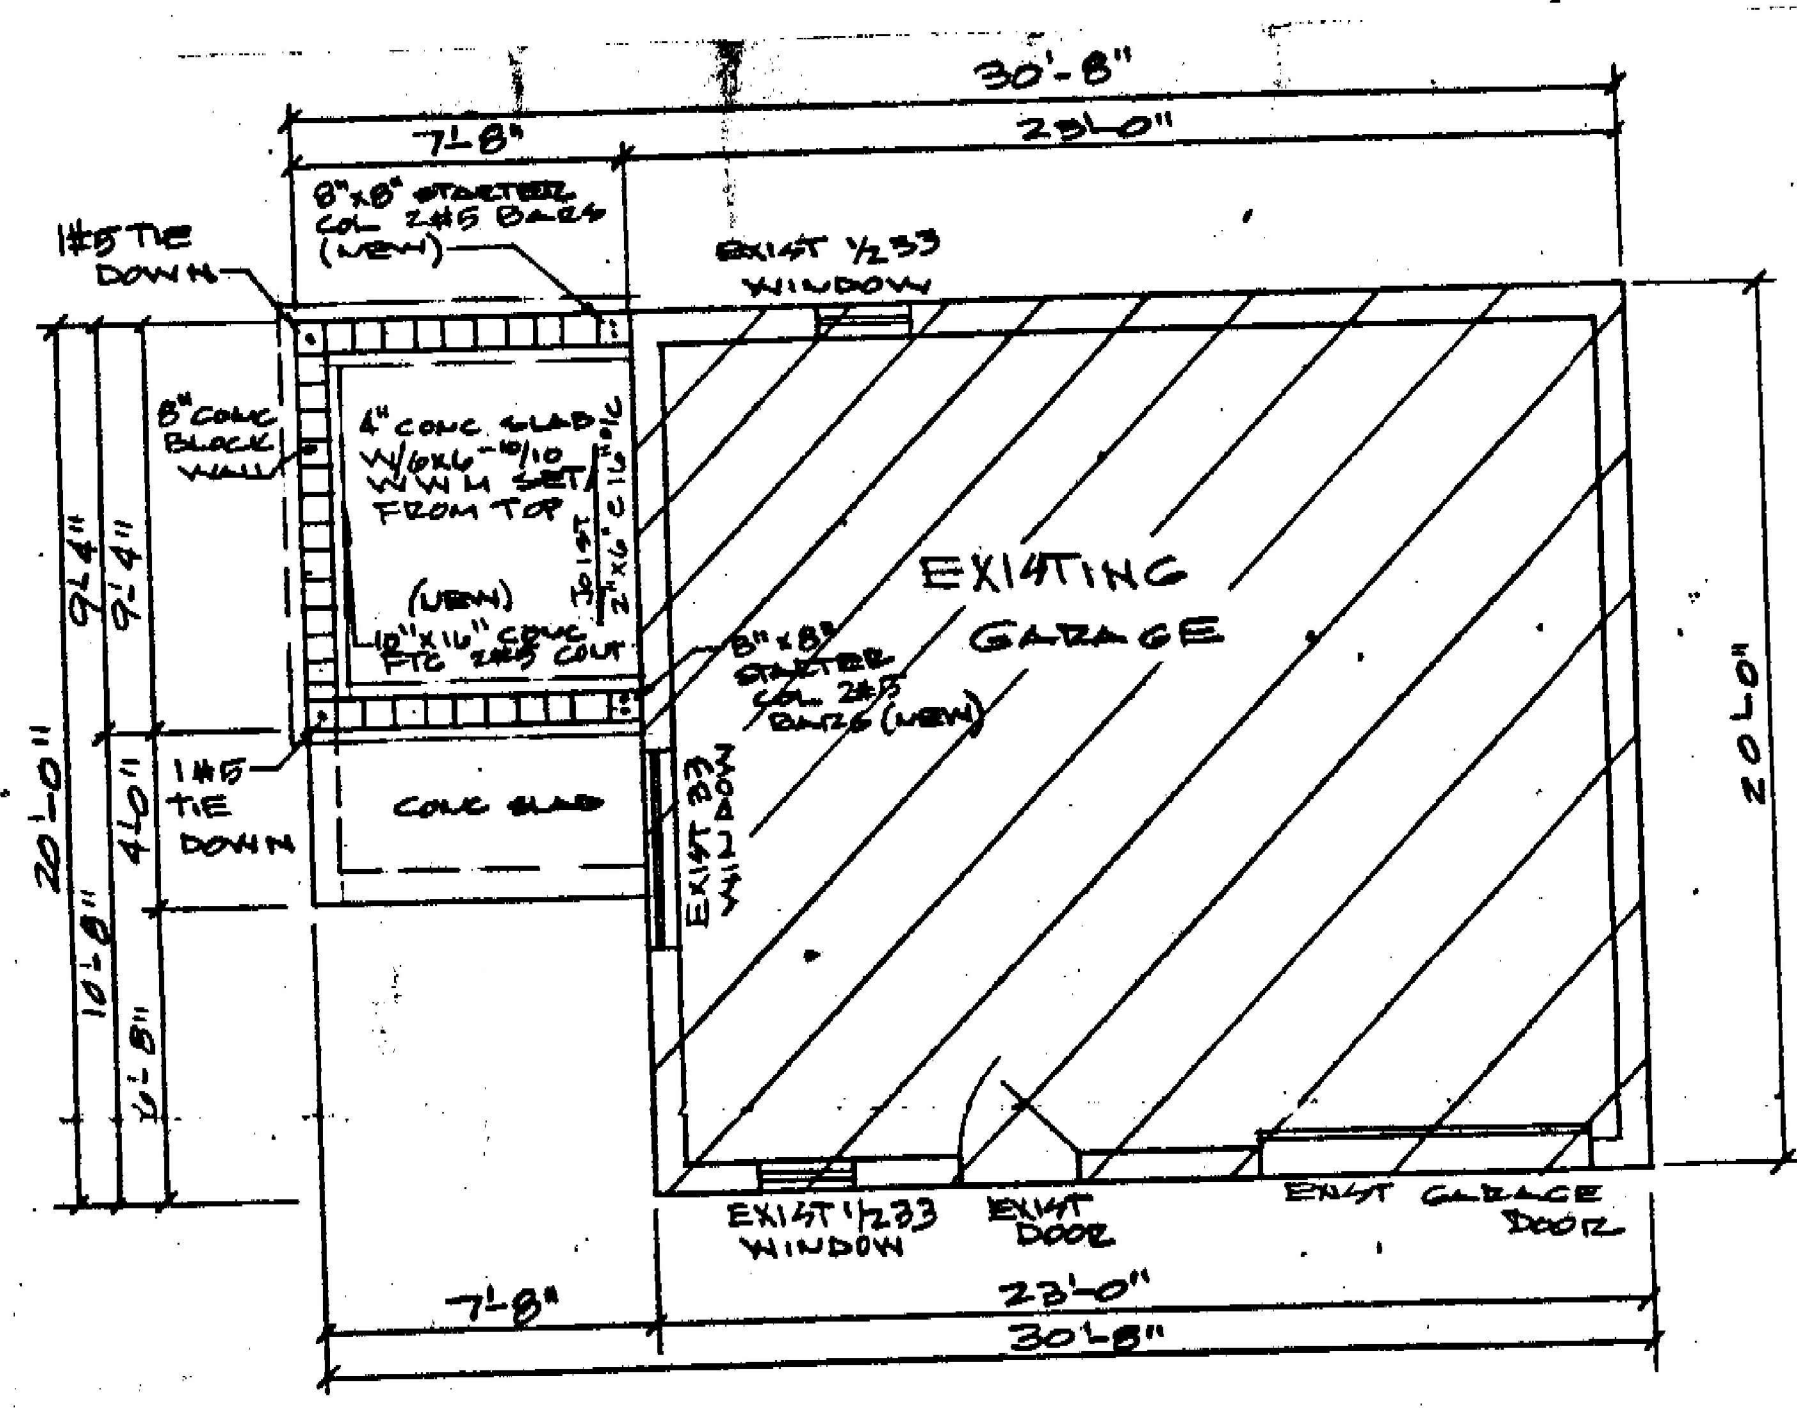 30'-8"
7'-8"
23'-0"
8"x8" STARTER
COL 2#5 BARS
(NEW)
1#5 TIE
DOWN
EXIST 1/2 33
WINDOW
8" CONC
BLOCK
WALL
4" CONC SLAB
W/6x6-10/10
WWM SET
FROM TOP
(NEW)
10"x16" CONC
FTG 2#5 CONT
JOIST
2"x6" @ 16" O/C
EXISTING
GARAGE
8"x8"
STARTER
COL 2#5
BARS (NEW)
9'-4"
9'-4"
20'-0"
20'-0"
1#5
TIE
DOWN
CONC SLAB
EXIST 33
WINDOW
4'-0"
10'-8"
6'-8"
EXIST 1/2 33
WINDOW
EXIST
DOOR
EXIST GARAGE
DOOR
7'-8"
23'-0"
30'-8"